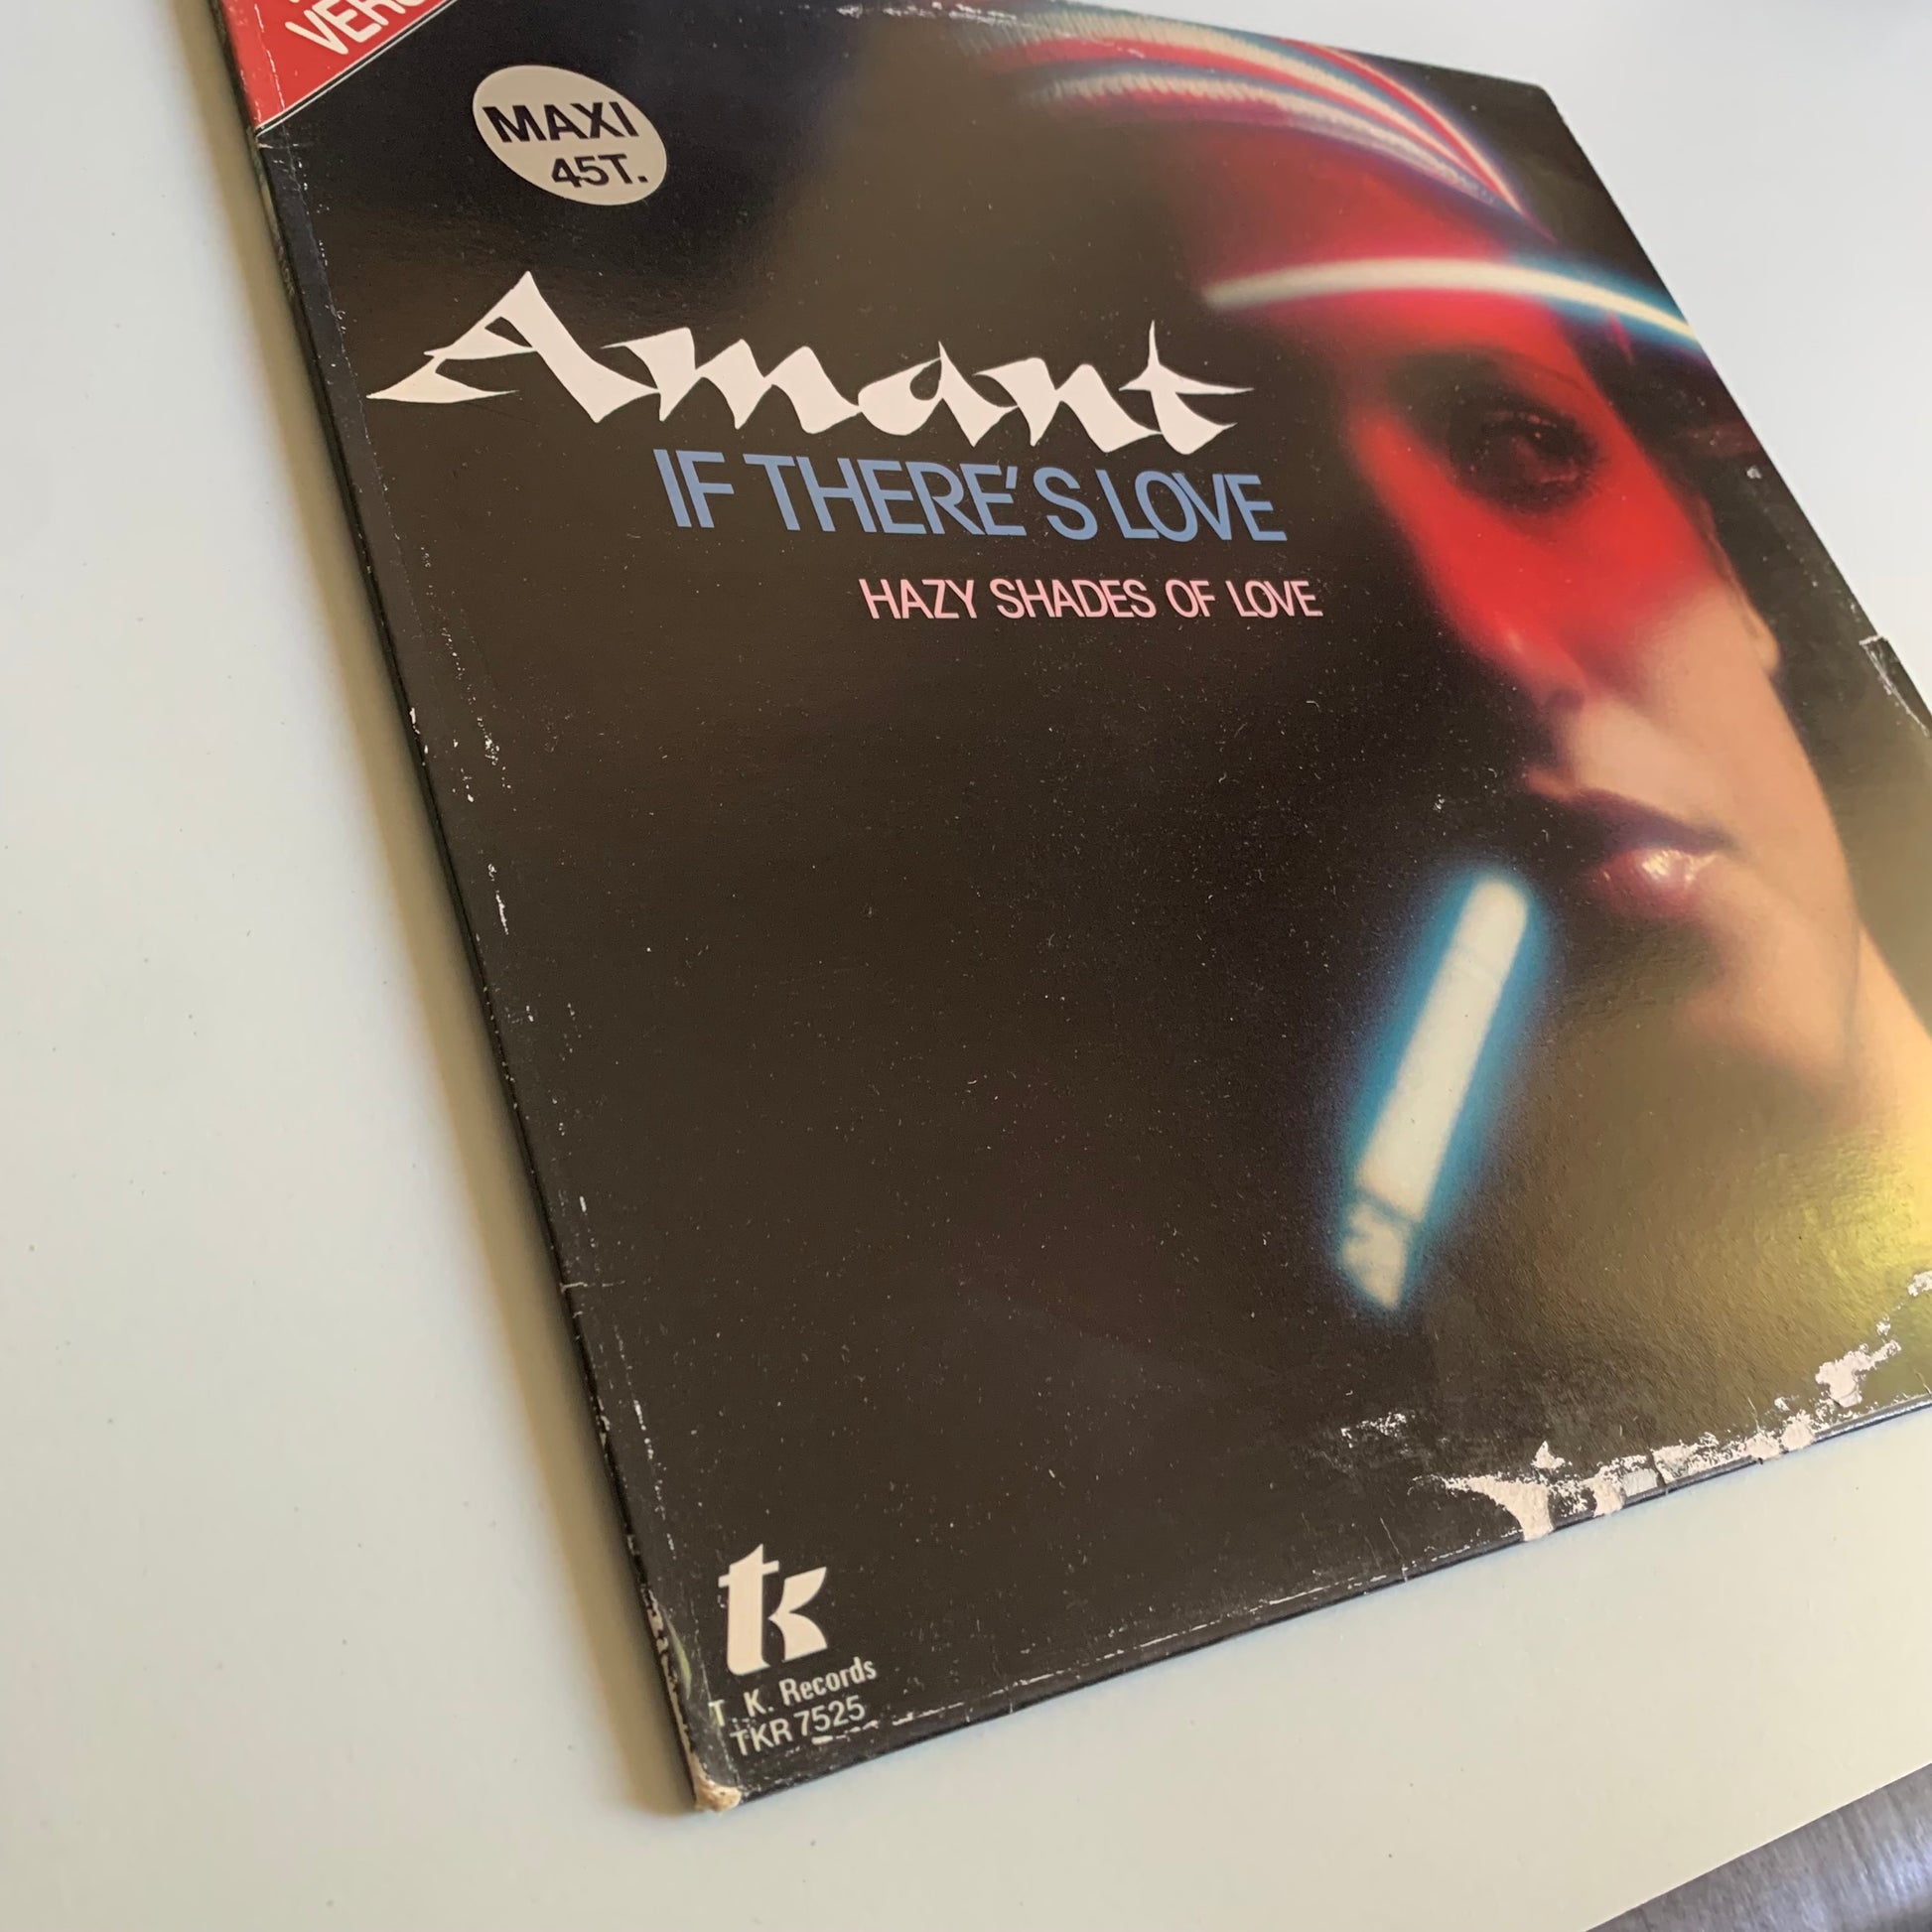 MAXI
45T.
Amant
IF THERE'S LOVE
HAZY SHADES OF LOVE
tk
T. K. Records
TKR 7525